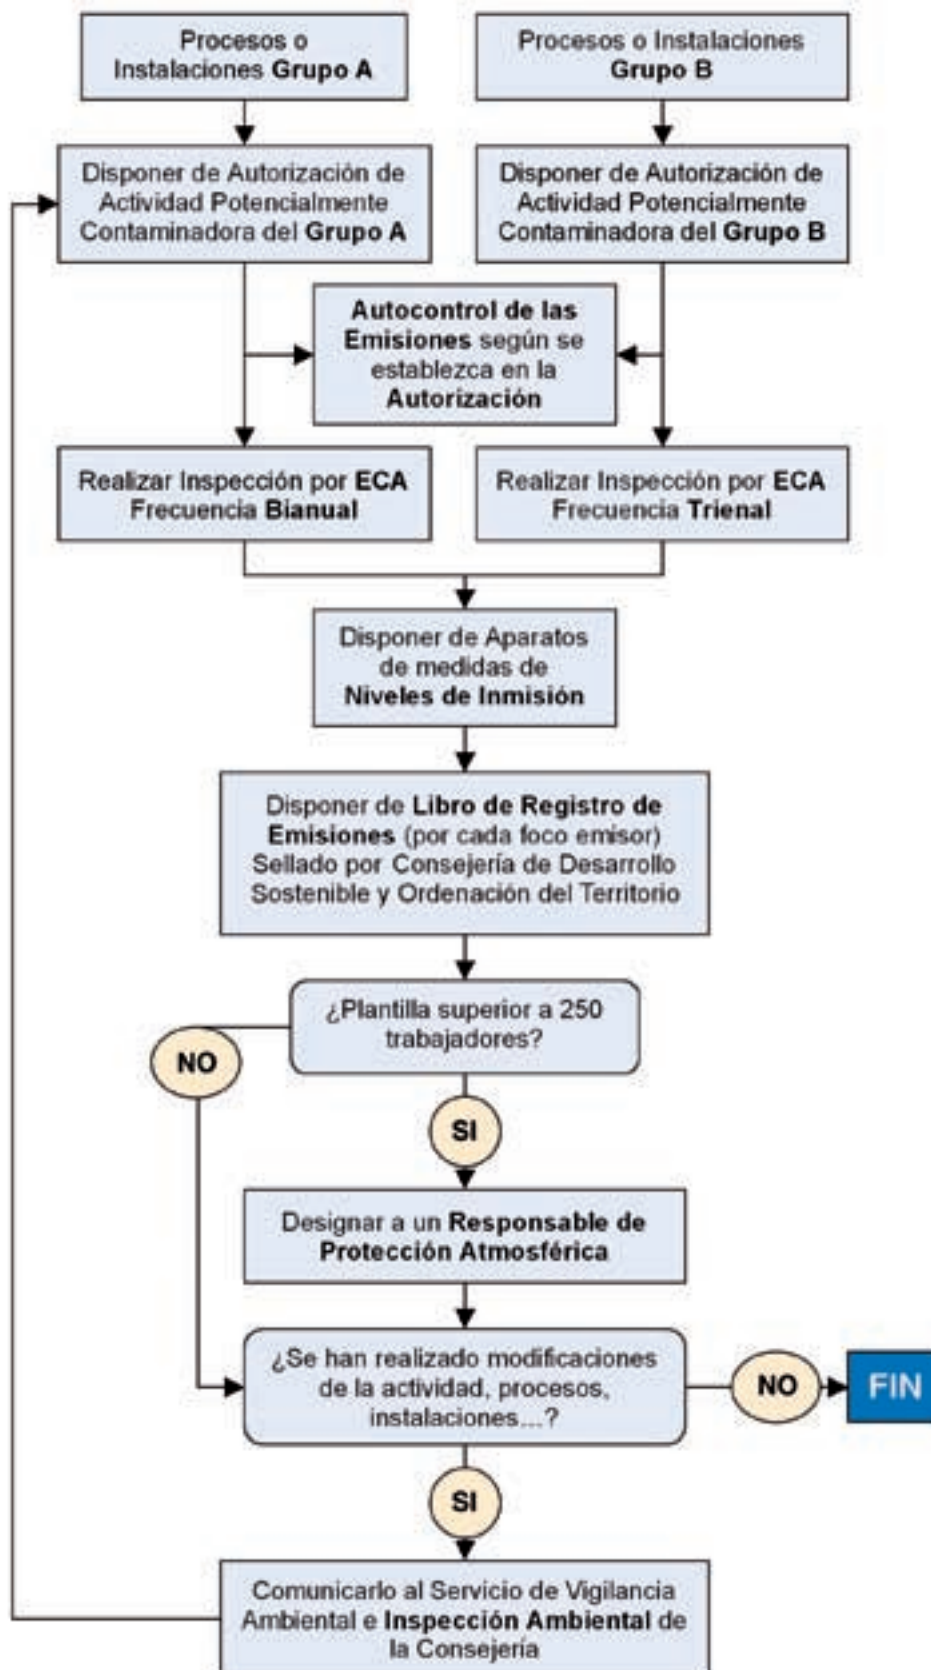 Procesos o
Instalaciones Grupo A
Procesos o Instalaciones
Grupo B
Disponer de Autorización de
Actividad Potencialmente
Contaminadora del Grupo A
Disponer de Autorización de
Actividad Potencialmente
Contaminadora del Grupo B
Autocontrol de las
Emisiones según se
establezca en la
Autorización
Realizar Inspección por ECA
Frecuencia Bianual
Realizar Inspección por ECA
Frecuencia Trienal
Disponer de Aparatos
de medidas de
Niveles de Inmisión
Disponer de Libro de Registro de
Emisiones (por cada foco emisor)
Sellado por Consejería de Desarrollo
Sostenible y Ordenación del Territorio
¿Plantilla superior a 250
trabajadores?
NO
SI
Designar a un Responsable de
Protección Atmosférica
¿Se han realizado modificaciones
de la actividad, procesos,
instalaciones...?
NO
FIN
SI
Comunicarlo al Servicio de Vigilancia
Ambiental e Inspección Ambiental de
la Consejería